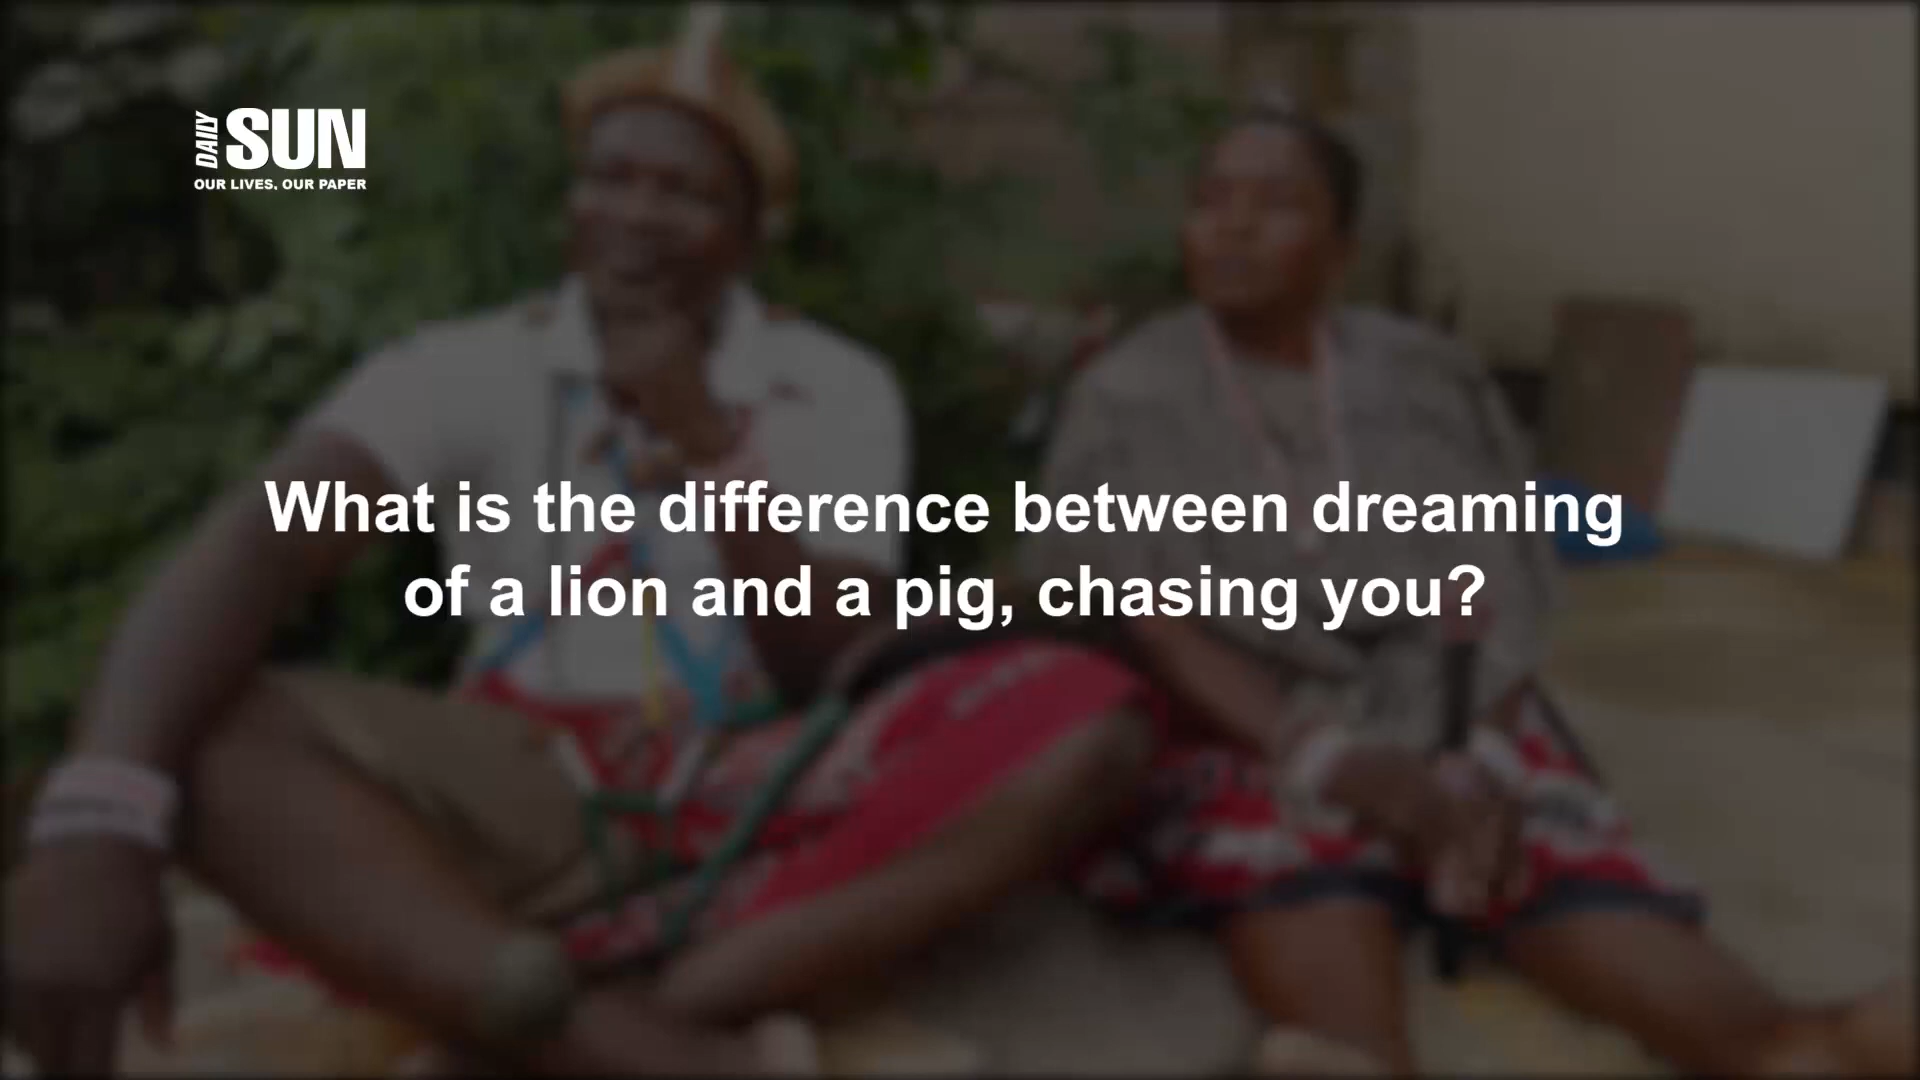 DAILY SUN
OUR LIVES, OUR PAPER
What is the difference between dreaming
of a lion and a pig, chasing you?